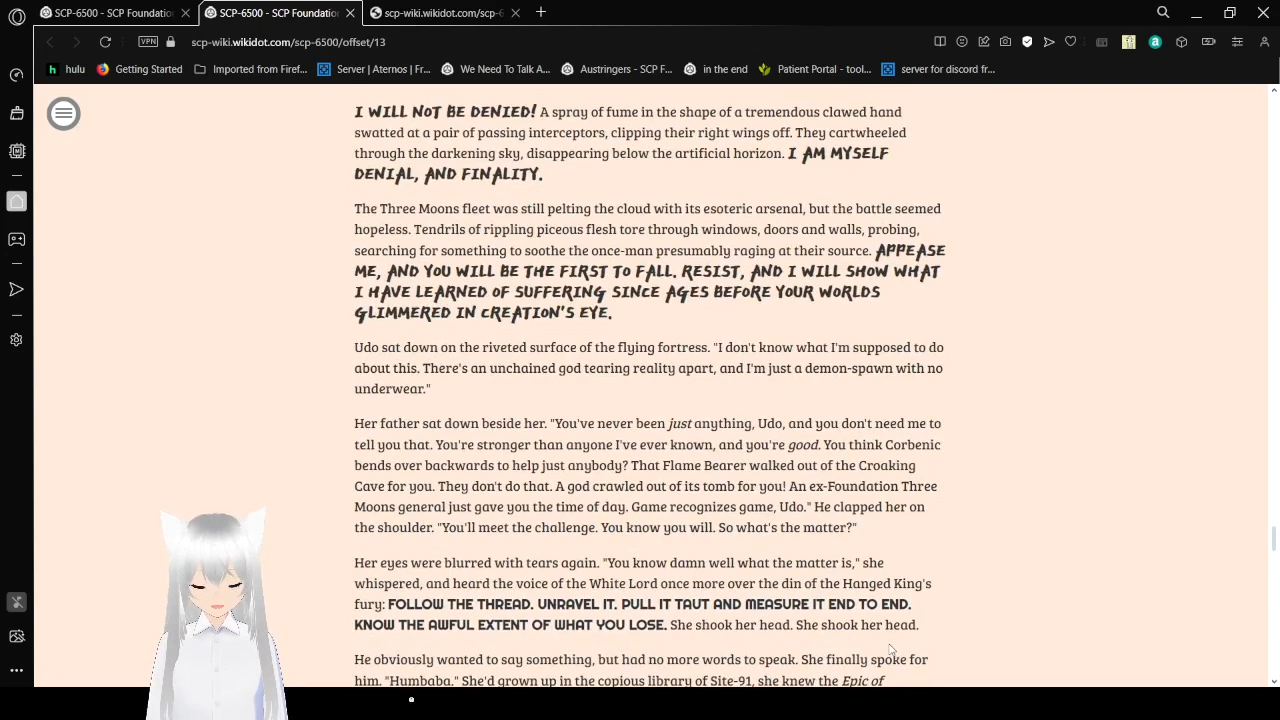 SCP-6500 - SCP Foundation
SCP-6500 - SCP Foundation
scp-wiki.wikidot.com/scp-6
VPN
scp-wiki.wikidot.com/scp-6500/offset/13
hulu
Getting Started
Imported from Firef...
Server | Aternos | Fr...
We Need To Talk A...
Austringers - SCP F...
in the end
Patient Portal - tool...
server for discord fr...
I WILL NOT BE DENIED! A spray of fume in the shape of a tremendous clawed hand
swatted at a pair of passing interceptors, clipping their right wings off. They cartwheeled
through the darkening sky, disappearing below the artificial horizon. I AM MYSELF
DENIAL, AND FINALITY.
The Three Moons fleet was still pelting the cloud with its esoteric arsenal, but the battle seemed
hopeless. Tendrils of rippling piceous flesh tore through windows, doors and walls, probing,
searching for something to soothe the once-man presumably raging at their source. APPEASE
ME, AND YOU WILL BE THE FIRST TO FALL. RESIST, AND I WILL SHOW WHAT
I HAVE LEARNED OF SUFFERING SINCE AGES BEFORE YOUR WORLDS
GLIMMERED IN CREATION'S EYE.
Udo sat down on the riveted surface of the flying fortress. "I don't know what I'm supposed to do
about this. There's an unchained god tearing reality apart, and I'm just a demon-spawn with no
underwear."
Her father sat down beside her. "You've never been just anything, Udo, and you don't need me to
tell you that. You're stronger than anyone I've ever known, and you're good. You think Corbenic
bends over backwards to help just anybody? That Flame Bearer walked out of the Croaking
Cave for you. They don't do that. A god crawled out of its tomb for you! An ex-Foundation Three
Moons general just gave you the time of day. Game recognizes game, Udo." He clapped her on
the shoulder. "You'll meet the challenge. You know you will. So what's the matter?"
Her eyes were blurred with tears again. "You know damn well what the matter is," she
whispered, and heard the voice of the White Lord once more over the din of the Hanged King's
fury: FOLLOW THE THREAD. UNRAVEL IT. PULL IT TAUT AND MEASURE IT END TO END.
KNOW THE AWFUL EXTENT OF WHAT YOU LOSE. She shook her head. She shook her head.
He obviously wanted to say something, but had no more words to speak. She finally spoke for
him. "Humbaba." She'd grown up in the copious library of Site-91, she knew the Epic of